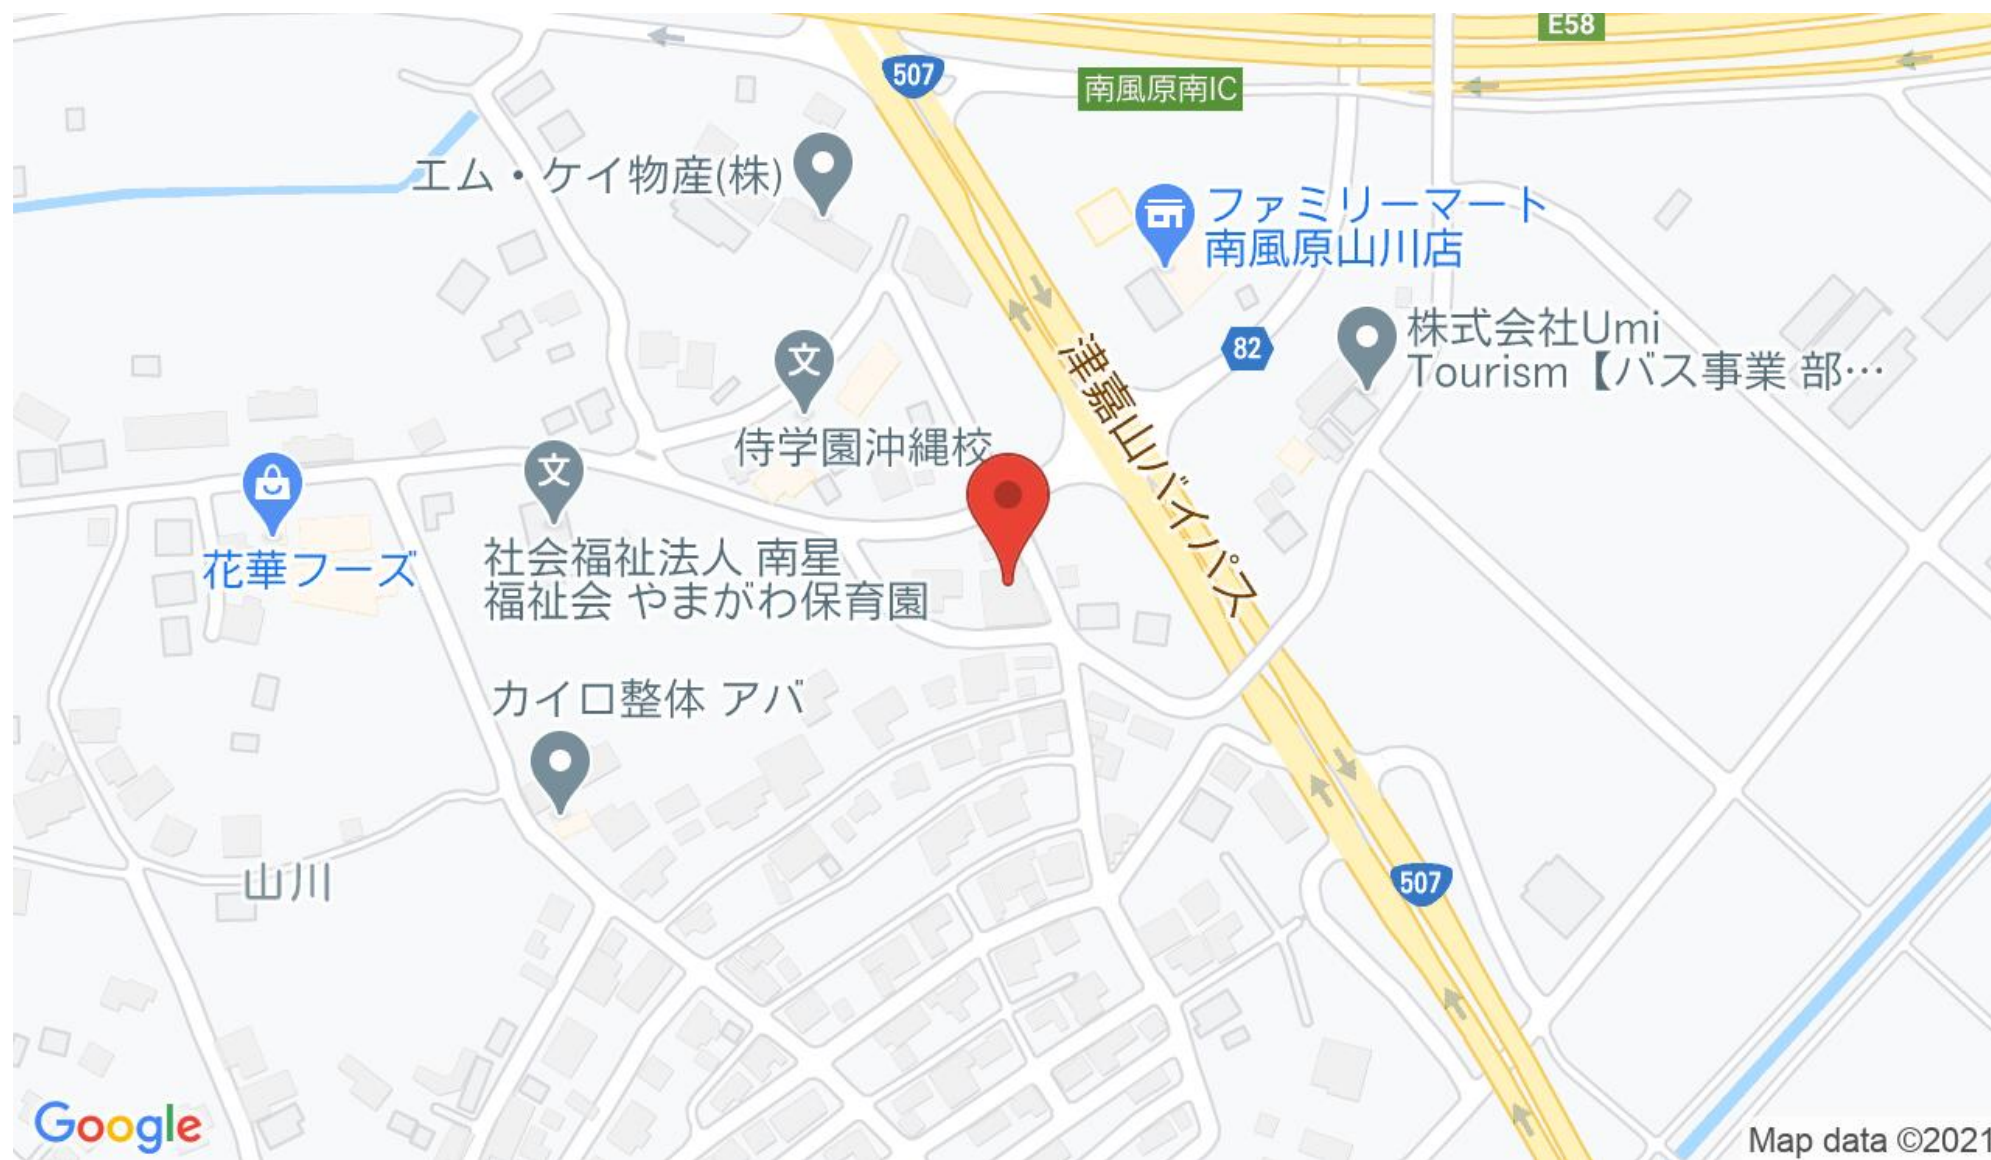 E58
507
南風原南IC
エム・ケイ物産(株)
ファミリーマート
南風原山川店
株式会社Umi
Tourism【バス事業 部…
82
津嘉山バイパス
文
侍学園沖縄校
文
花華フーズ
社会福祉法人 南星
福祉会 やまがわ保育園
カイロ整体 アバ
山川
507
Google
Map data ©2021